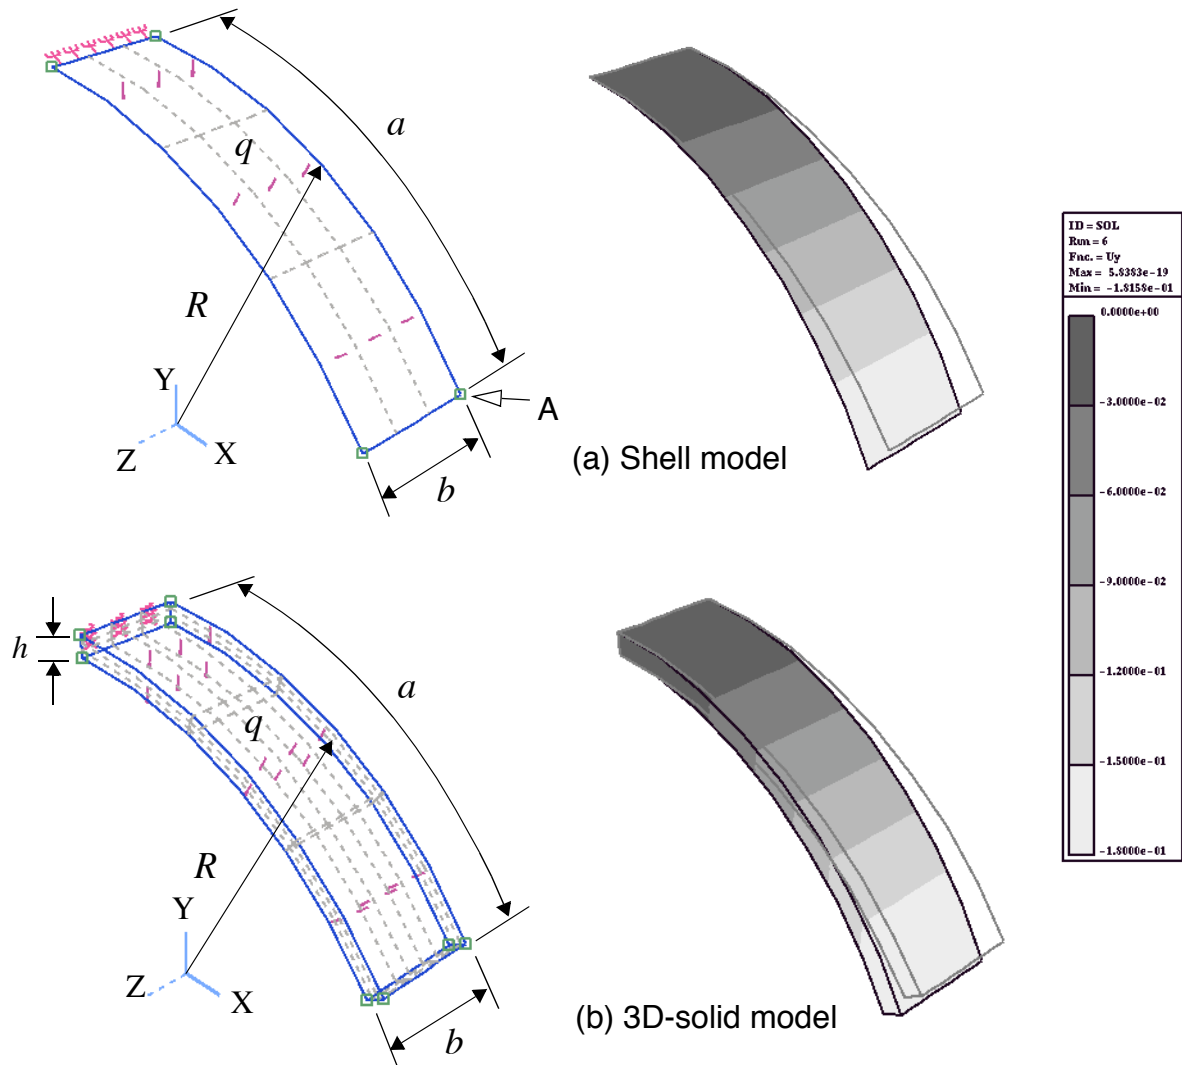 a
q
R
Y
Z
X
A
b
(a) Shell model
ID = SOL
Run = 6
Fnc. = Uy
Max = 5.8383e-19
Min = -1.8158e-01
0.0000e+00
-3.0000e-02
-6.0000e-02
-9.0000e-02
-1.2000e-01
-1.5000e-01
-1.8000e-01
h
a
q
R
Y
Z
X
b
(b) 3D-solid model